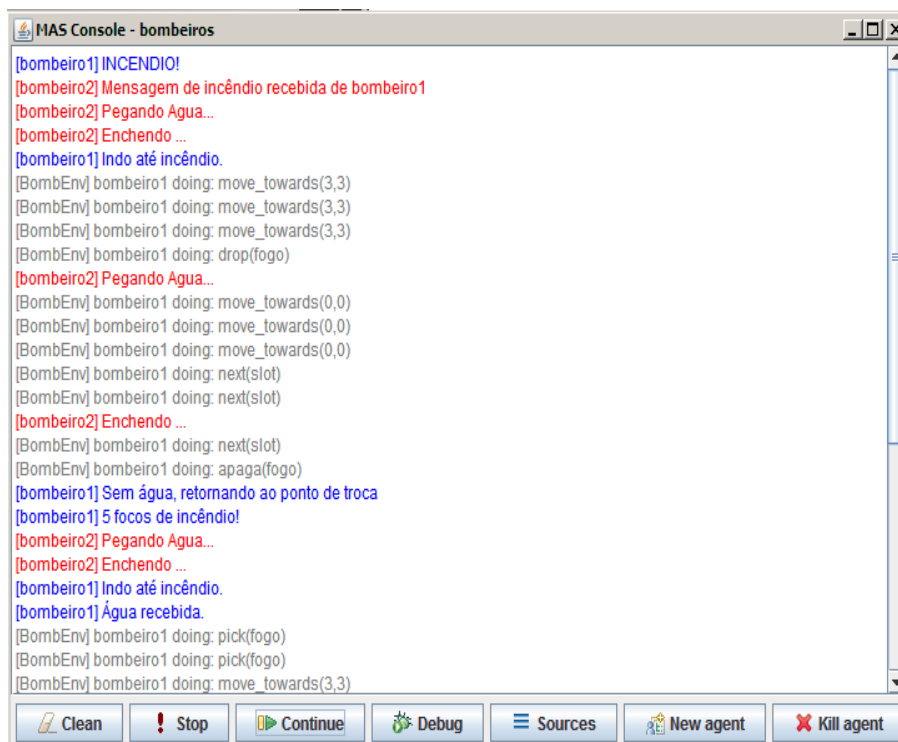 MAS Console - bombeiros
[bombeiro1] INCENDIO!
[bombeiro2] Mensagem de incêndio recebida de bombeiro1
[bombeiro2] Pegando Agua...
[bombeiro2] Enchendo ...
[bombeiro1] Indo até incêndio.
[BombEnv] bombeiro1 doing: move_towards(3,3)
[BombEnv] bombeiro1 doing: move_towards(3,3)
[BombEnv] bombeiro1 doing: move_towards(3,3)
[BombEnv] bombeiro1 doing: drop(fogo)
[bombeiro2] Pegando Agua...
[BombEnv] bombeiro1 doing: move_towards(0,0)
[BombEnv] bombeiro1 doing: move_towards(0,0)
[BombEnv] bombeiro1 doing: move_towards(0,0)
[BombEnv] bombeiro1 doing: next(slot)
[BombEnv] bombeiro1 doing: next(slot)
[bombeiro2] Enchendo ...
[BombEnv] bombeiro1 doing: next(slot)
[BombEnv] bombeiro1 doing: apaga(fogo)
[bombeiro1] Sem água, retornando ao ponto de troca
[bombeiro1] 5 focos de incêndio!
[bombeiro2] Pegando Agua...
[bombeiro2] Enchendo ...
[bombeiro1] Indo até incêndio.
[bombeiro1] Água recebida.
[BombEnv] bombeiro1 doing: pick(fogo)
[BombEnv] bombeiro1 doing: pick(fogo)
[BombEnv] bombeiro1 doing: move_towards(3,3)
Clean Stop Continue Debug Sources New agent Kill agent